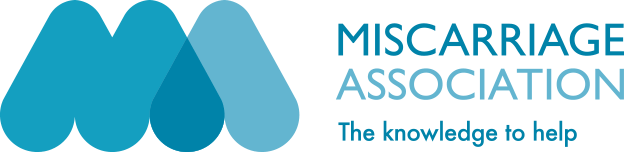 MISCARRIAGE
ASSOCIATION
The knowledge to help